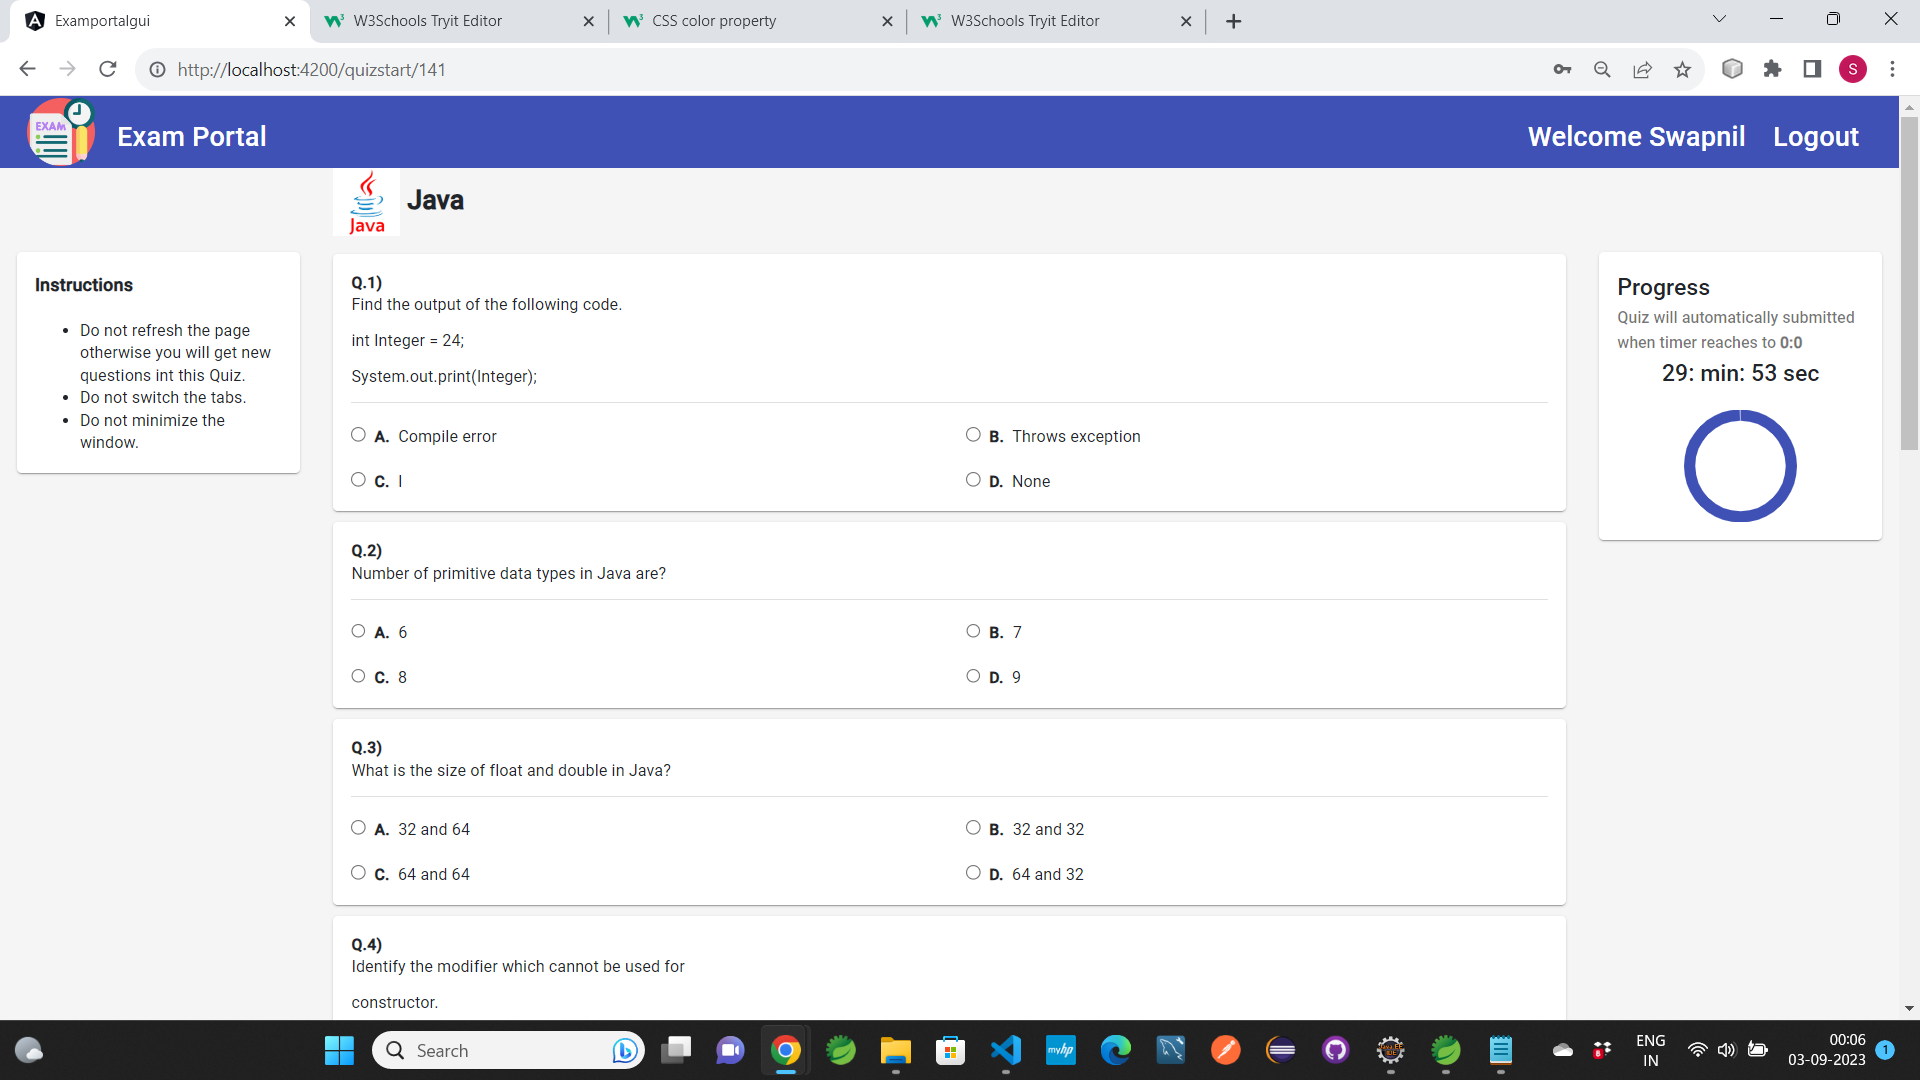 Examportalgui
W3Schools Tryit Editor
CSS color property
W3Schools Tryit Editor
http://localhost:4200/quizstart/141
S
EXAM
Exam Portal
Welcome Swapnil
Logout
Java
Java
Instructions
Do not refresh the page
otherwise you will get new
questions int this Quiz.
Do not switch the tabs.
Do not minimize the
window.
Q.1)
Find the output of the following code.
int Integer = 24;
System.out.print(Integer);
A. Compile error
B. Throws exception
C. I
D. None
Q.2)
Number of primitive data types in Java are?
A. 6
B. 7
C. 8
D. 9
Q.3)
What is the size of float and double in Java?
A. 32 and 64
B. 32 and 32
C. 64 and 64
D. 64 and 32
Q.4)
Identify the modifier which cannot be used for
constructor.
Progress
Quiz will automatically submitted
when timer reaches to 0:0
29: min: 53 sec
Search
myhp
ENG
IN
00:06
03-09-2023
1